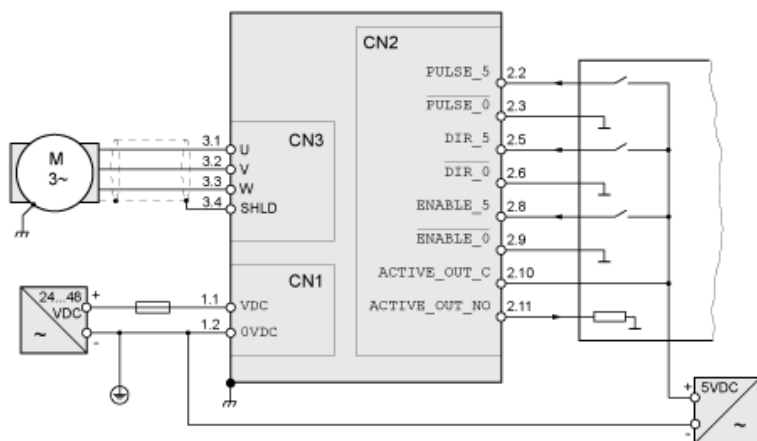 CN2
PULSE_5 2.2
PULSE_0 2.3
DIR_5 2.5
DIR_0 2.6
ENABLE_5 2.8
ENABLE_0 2.9
ACTIVE_OUT_C 2.10
ACTIVE_OUT_NO 2.11
CN3
M
3~
3.1 U
3.2 V
3.3 W
3.4 SHLD
CN1
24...48
VDC
~
+
-
1.1 VDC
1.2 0VDC
+
5VDC
-
~